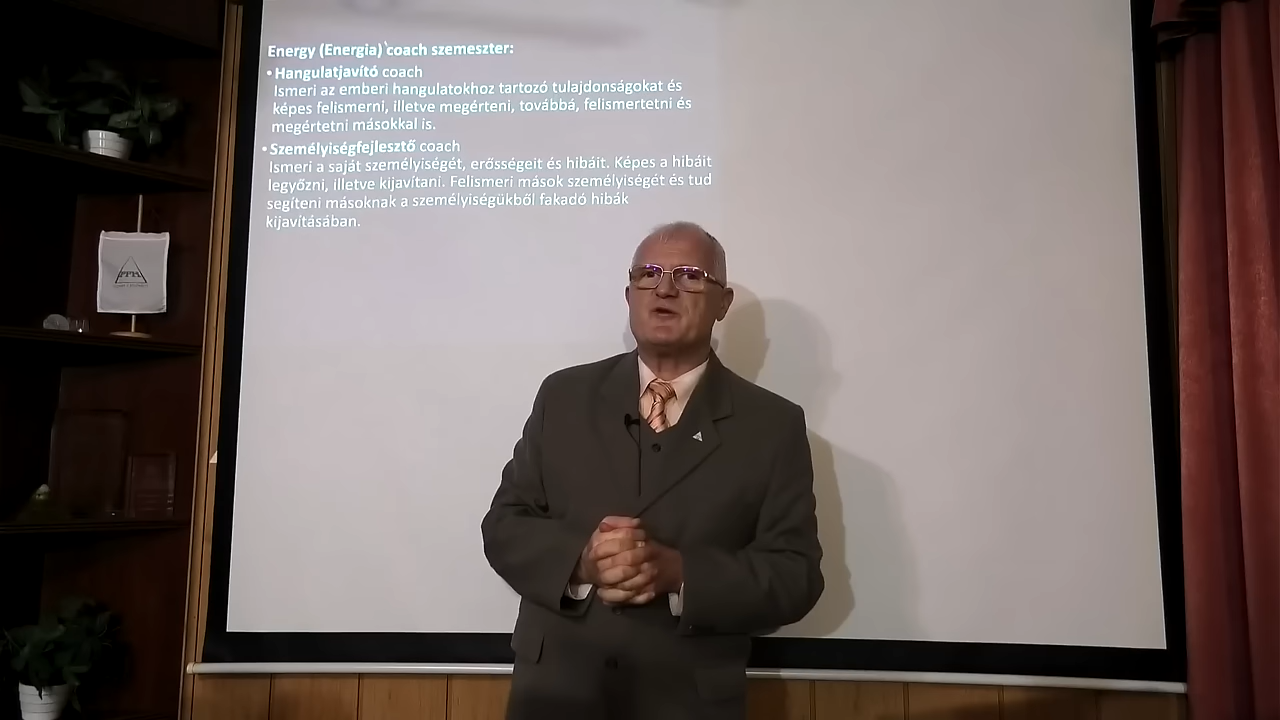 Energy (Energia) coach szemeszter:
• Hangulatjavító coach
Ismeri az emberi hangulatokhoz tartozó tulajdonságokat és
képes felismerni, illetve megérteni, továbbá, felismertetni és
megértetni másokkal is.
• Személyiségfejlesztő coach
Ismeri a saját személyiségét, erősségeit és hibáit. Képes a hibáit
legyőzni, illetve kijavítani. Felismeri mások személyiségét és tud
segíteni másoknak a személyiségükből fakadó hibák
kijavításában.